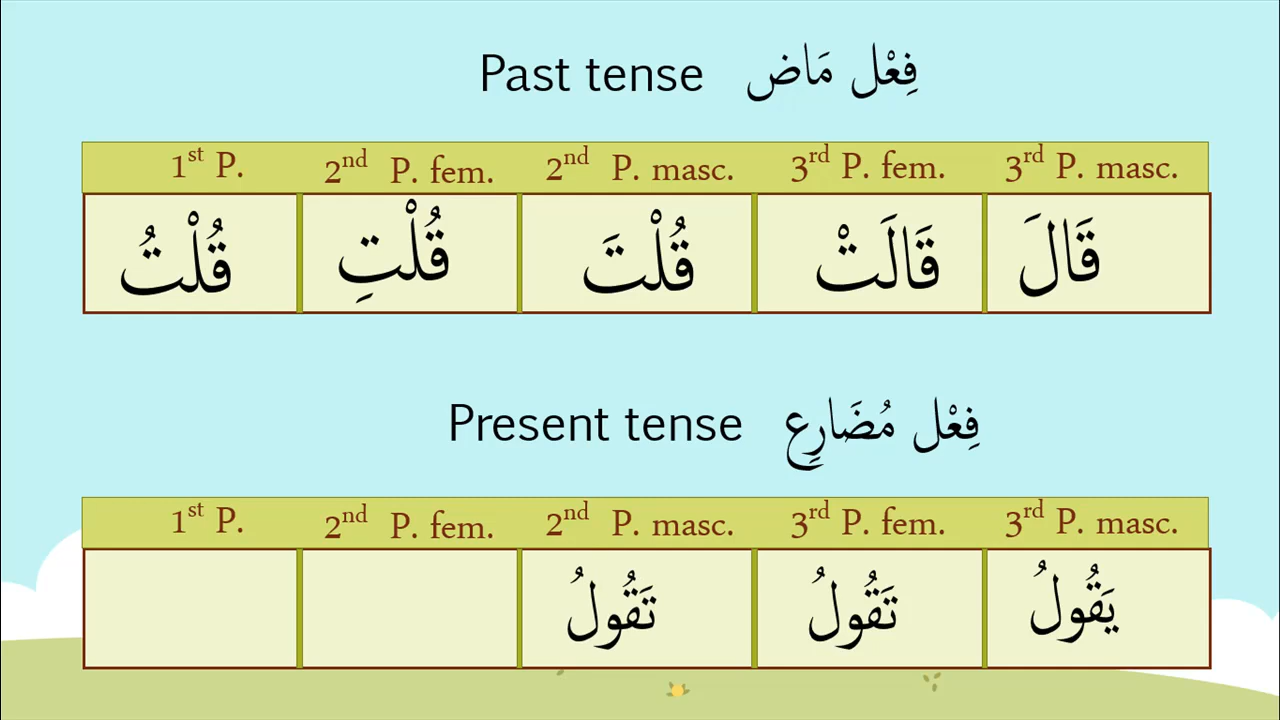 Past tense فِعْل مَاض
1st P. 2nd P. fem. 2nd P. masc. 3rd P. fem. 3rd P. masc.
قُلْتُ قُلْتِ قُلْتَ قَالَتْ قَالَ
Present tense فِعْل مُضَارِع
1st P. 2nd P. fem. 2nd P. masc. 3rd P. fem. 3rd P. masc.
تَقُولُ تَقُولُ يَقُولُ